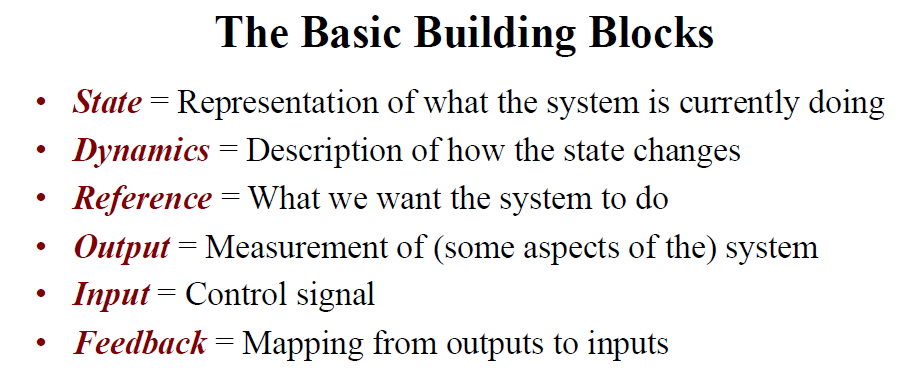 The Basic Building Blocks
• State = Representation of what the system is currently doing
• Dynamics = Description of how the state changes
• Reference = What we want the system to do
• Output = Measurement of (some aspects of the) system
• Input = Control signal
• Feedback = Mapping from outputs to inputs